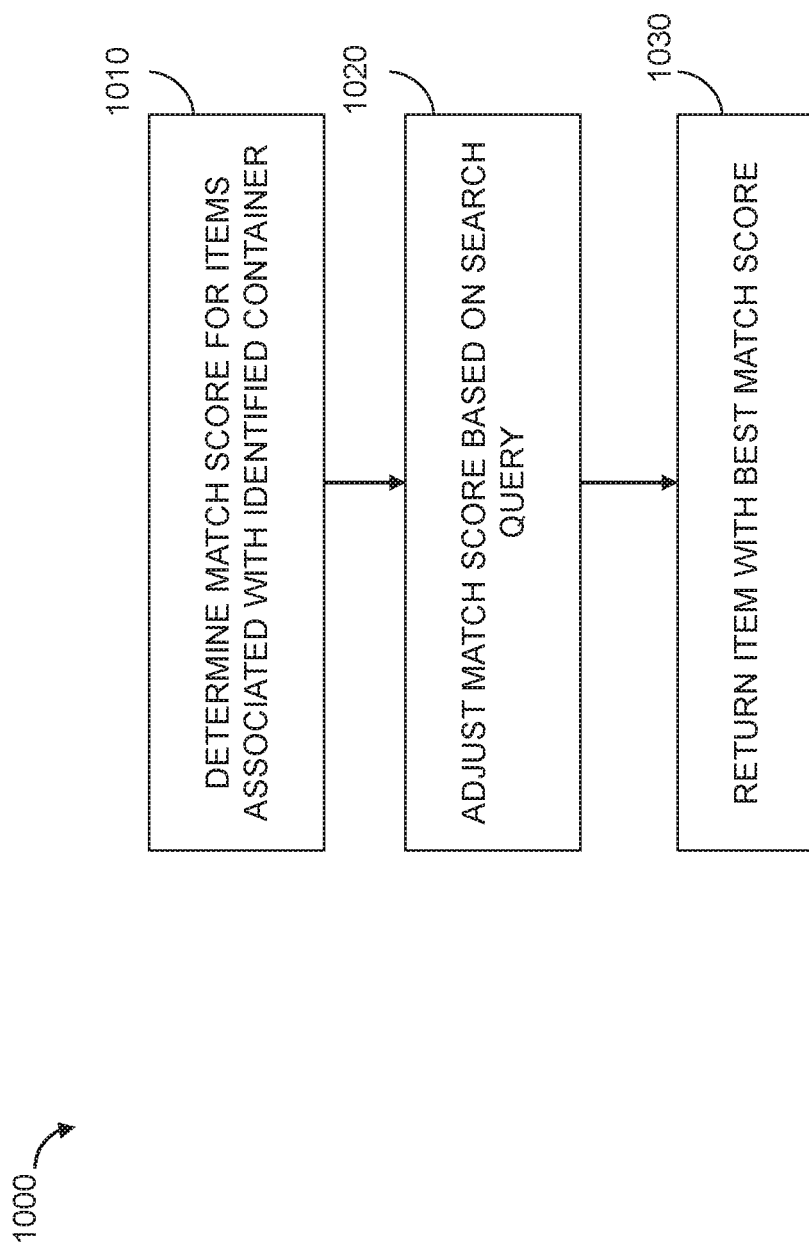 1000
1010
DETERMINE MATCH SCORE FOR ITEMS
ASSOCIATED WITH IDENTIFIED CONTAINER
1020
ADJUST MATCH SCORE BASED ON SEARCH
QUERY
1030
RETURN ITEM WITH BEST MATCH SCORE